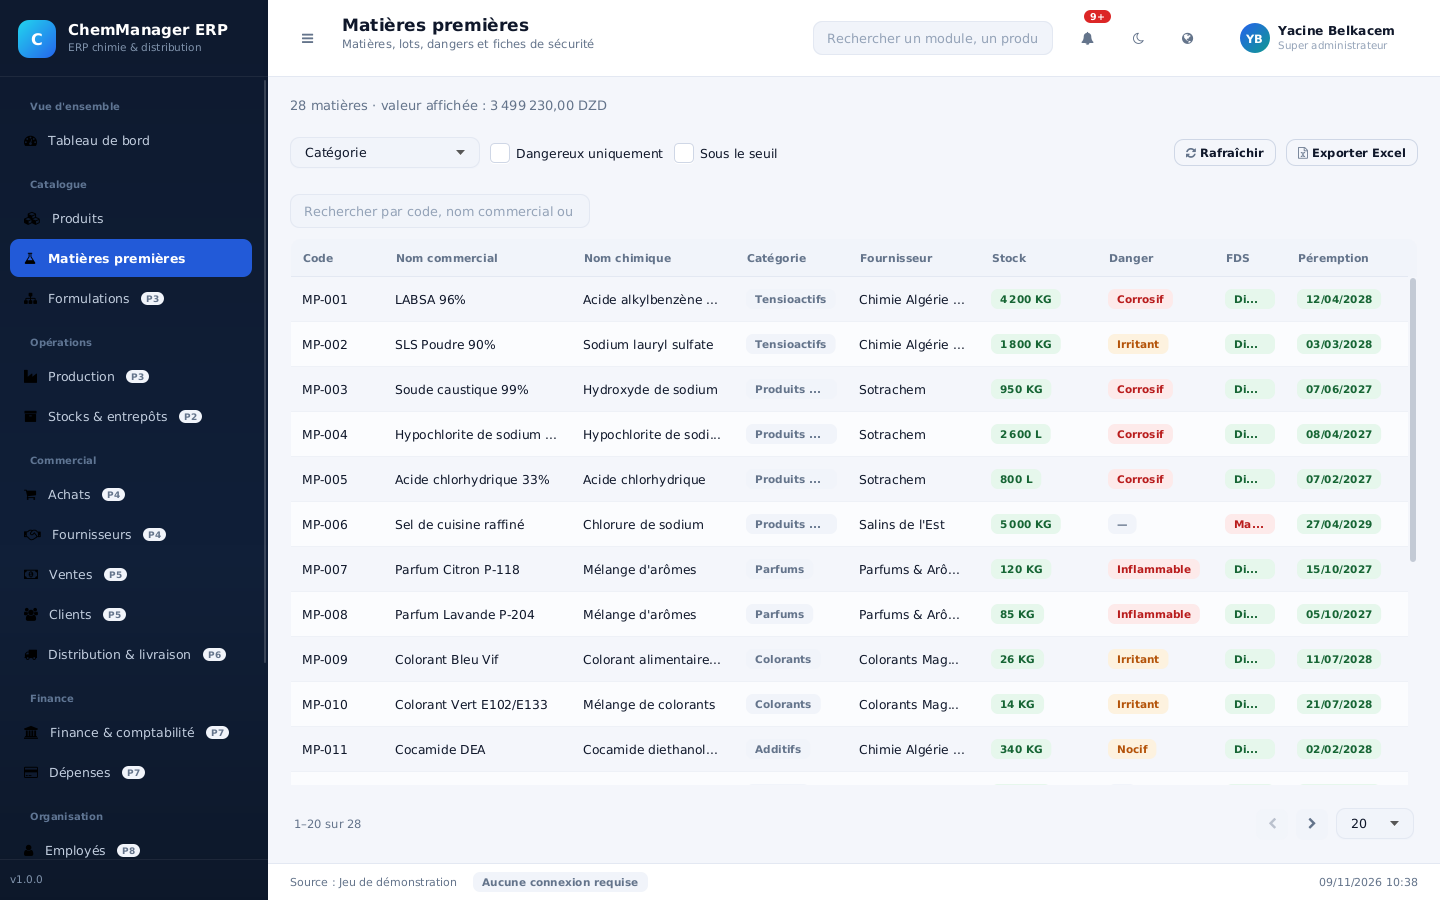 C
ChemManager ERP
ERP chimie & distribution
Vue d'ensemble
Tableau de bord
Catalogue
Produits
Matières premières
Formulations P3
Opérations
Production P3
Stocks & entrepôts P2
Commercial
Achats P4
Fournisseurs P4
Ventes P5
Clients P5
Distribution & livraison P6
Finance
Finance & comptabilité P7
Dépenses P7
Organisation
Employés P8
v1.0.0
Matières premières
Matières, lots, dangers et fiches de sécurité
Rechercher un module, un produ
9+
YB
Yacine Belkacem
Super administrateur
28 matières · valeur affichée : 3 499 230,00 DZD
Catégorie Dangereux uniquement Sous le seuil Rafraîchir Exporter Excel
Rechercher par code, nom commercial ou
Code Nom commercial Nom chimique Catégorie Fournisseur Stock Danger FDS Péremption
MP-001 LABSA 96% Acide alkylbenzène ... Tensioactifs Chimie Algérie ... 4 200 KG Corrosif Di... 12/04/2028
MP-002 SLS Poudre 90% Sodium lauryl sulfate Tensioactifs Chimie Algérie ... 1 800 KG Irritant Di... 03/03/2028
MP-003 Soude caustique 99% Hydroxyde de sodium Produits ... Sotrachem 950 KG Corrosif Di... 07/06/2027
MP-004 Hypochlorite de sodium ... Hypochlorite de sodi... Produits ... Sotrachem 2 600 L Corrosif Di... 08/04/2027
MP-005 Acide chlorhydrique 33% Acide chlorhydrique Produits ... Sotrachem 800 L Corrosif Di... 07/02/2027
MP-006 Sel de cuisine raffiné Chlorure de sodium Produits ... Salins de l'Est 5 000 KG — Ma... 27/04/2029
MP-007 Parfum Citron P-118 Mélange d'arômes Parfums Parfums & Arô... 120 KG Inflammable Di... 15/10/2027
MP-008 Parfum Lavande P-204 Mélange d'arômes Parfums Parfums & Arô... 85 KG Inflammable Di... 05/10/2027
MP-009 Colorant Bleu Vif Colorant alimentaire... Colorants Colorants Mag... 26 KG Irritant Di... 11/07/2028
MP-010 Colorant Vert E102/E133 Mélange de colorants Colorants Colorants Mag... 14 KG Irritant Di... 21/07/2028
MP-011 Cocamide DEA Cocamide diethanol... Additifs Chimie Algérie ... 340 KG Nocif Di... 02/02/2028
1–20 sur 28
20
Source : Jeu de démonstration Aucune connexion requise
09/11/2026 10:38